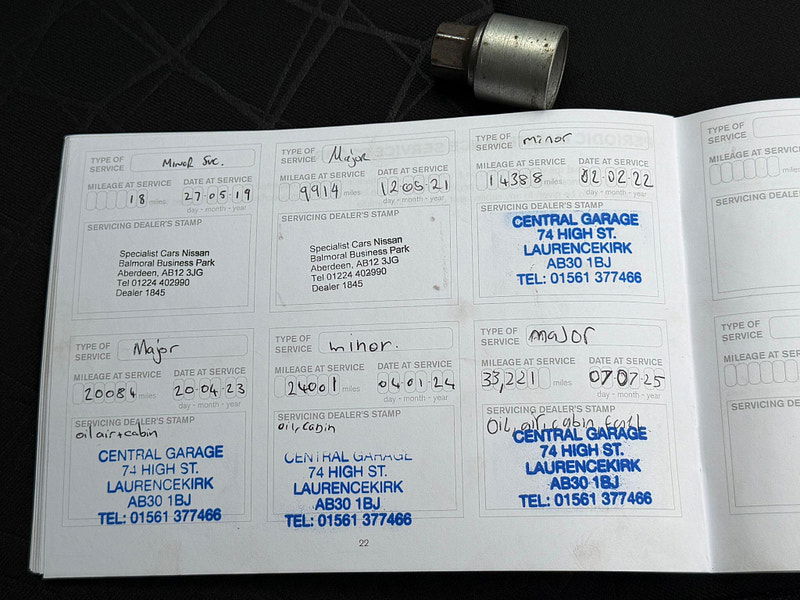 TYPE OF SERVICE Minor Svc.
MILEAGE AT SERVICE DATE AT SERVICE
18 miles 27·05·19
day - month - year
SERVICING DEALER'S STAMP
Specialist Cars Nissan
Balmoral Business Park
Aberdeen, AB12 3JG
Tel 01224 402990
Dealer 1845
TYPE OF SERVICE Major
MILEAGE AT SERVICE DATE AT SERVICE
9914 miles 12·05·21
day - month - year
SERVICING DEALER'S STAMP
Specialist Cars Nissan
Balmoral Business Park
Aberdeen, AB12 3JG
Tel 01224 402990
Dealer 1845
TYPE OF SERVICE minor
MILEAGE AT SERVICE DATE AT SERVICE
14388 miles 02·02·22
day - month - year
SERVICING DEALER'S STAMP
CENTRAL GARAGE
74 HIGH ST.
LAURENCEKIRK
AB30 1BJ
TEL: 01561 377466
TYPE OF SERVICE Major
MILEAGE AT SERVICE DATE AT SERVICE
20084 miles 20·04·23
day - month - year
SERVICING DEALER'S STAMP
oil air + cabin
CENTRAL GARAGE
74 HIGH ST.
LAURENCEKIRK
AB30 1BJ
TEL: 01561 377466
TYPE OF SERVICE minor.
MILEAGE AT SERVICE DATE AT SERVICE
24001 miles 04·01·24
day - month - year
SERVICING DEALER'S STAMP
oil, cabin
CENTRAL GARAGE
74 HIGH ST.
LAURENCEKIRK
AB30 1BJ
TEL: 01561 377466
TYPE OF SERVICE major
MILEAGE AT SERVICE DATE AT SERVICE
33,221 miles 07·07·25
day - month - year
SERVICING DEALER'S STAMP
Oil, air, cabin
CENTRAL GARAGE
74 HIGH ST.
LAURENCEKIRK
AB30 1BJ
TEL: 01561 377466
22
TYPE OF SERVICE
MILEAGE AT SERVICE
SERVICING DEALER'S
TYPE OF SERVICE
MILEAGE AT SERVICE
SERVICING